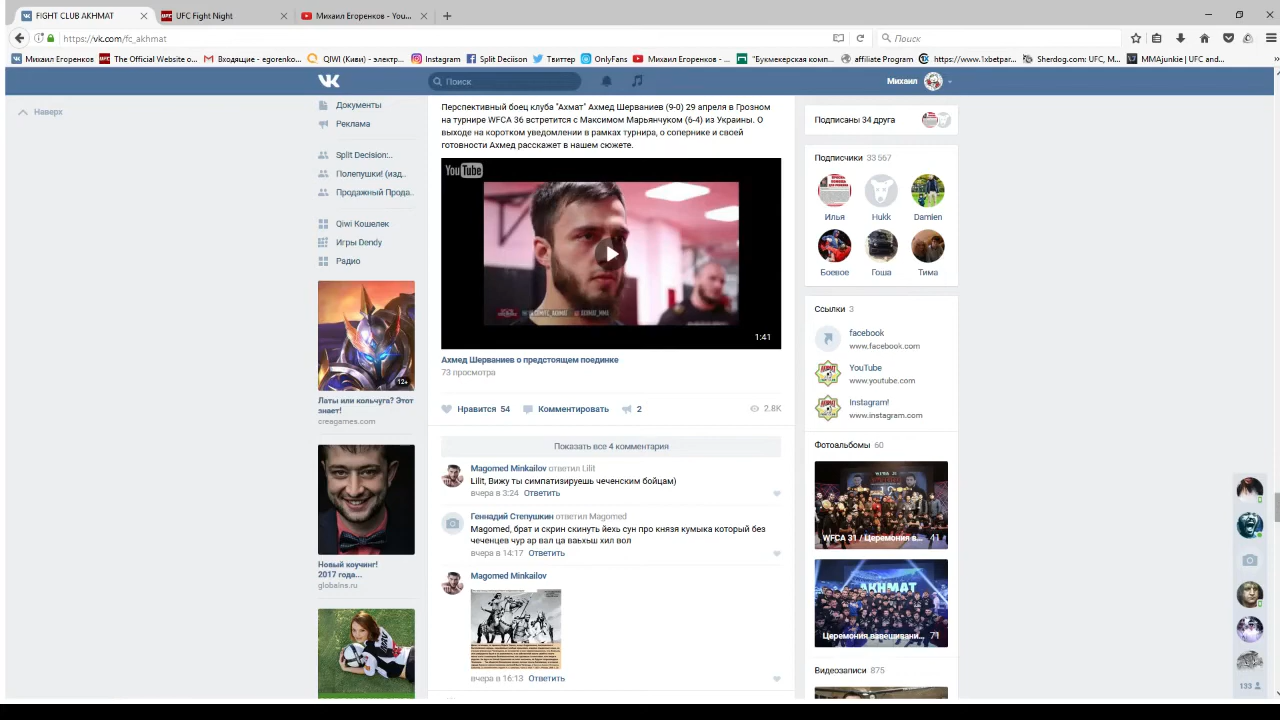 FIGHT CLUB AKHMAT
UFC Fight Night
Михаил Егоренков - You...
https://vk.com/fc_akhmat
Поиск
Михаил Егоренков
The Official Website o...
Входящие - egorenko...
QIWI (Киви) - электр...
Instagram
Split Deciison
Твиттер
OnlyFans
Михаил Егоренков - ...
"Букмекерская комп...
affiliate Program
https://www.1xbetpar...
Sherdog.com: UFC, M...
MMAjunkie | UFC and...
Поиск
Михаил
Наверх
Документы
Реклама
Split Decision:..
Полепушки! (изд..
Продажный Прода..
Qiwi Кошелек
Игры Dendy
Радио
12+
Латы или кольчуга? Этот
знает!
creagames.com
Новый коучинг!
2017 года...
globalna.ru
Перспективный боец клуба "Ахмат" Ахмед Шерваниев (9-0) 29 апреля в Грозном
на турнире WFCA 36 встретится с Максимом Марьянчуком (6-4) из Украины. О
выходе на коротком уведомлении в рамках турнира, о сопернике и своей
готовности Ахмед расскажет в нашем сюжете.
YouTube
1:41
Ахмед Шерваниев о предстоящем поединке
73 просмотра
Нравится 54
Комментировать
2
2.8K
Показать все 4 комментария
Magomed Minkailov ответил Lilit
Lilit, Вижу ты симпатизируешь чеченским бойцам)
вчера в 3:24 Ответить
Геннадий Степушкин ответил Magomed
Magomed, брат и скрин скинуть йехь сун про князя кумыка который без
чеченцев чур ар вал ца ваьхьш хил вол
вчера в 14:17 Ответить
Magomed Minkailov
вчера в 16:13 Ответить
Подписаны 34 друга
Подписчики 33 567
Илья
Hukk
Damien
Боевое
Гоша
Тима
Ссылки 3
facebook
www.facebook.com
YouTube
www.youtube.com
Instagram!
www.instagram.com
Фотоальбомы 60
WFCA 31 / Церемония в... 41
AKHMAT
Церемония взвешивани... 71
Видеозаписи 875
133